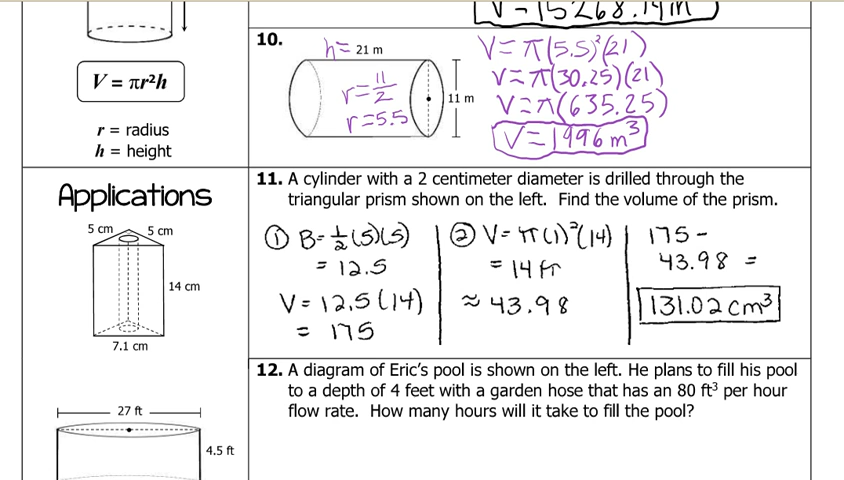 V = 15268.14m
10.
h= 21 m
r=11/2
r=5.5
11 m
V=π(5.5)²(21)
V=π(30.25)(21)
V=π(635.25)
V=1996m³
V = πr²h
r = radius
h = height
Applications
5 cm 5 cm
14 cm
7.1 cm
11. A cylinder with a 2 centimeter diameter is drilled through the
triangular prism shown on the left. Find the volume of the prism.
① B=½(5)(5)
= 12.5
V = 12.5(14)
= 175
② V= π(1)²(14)
= 14π
≈ 43.98
175 -
43.98 =
131.02cm³
12. A diagram of Eric's pool is shown on the left. He plans to fill his pool
to a depth of 4 feet with a garden hose that has an 80 ft³ per hour
flow rate. How many hours will it take to fill the pool?
27 ft
4.5 ft